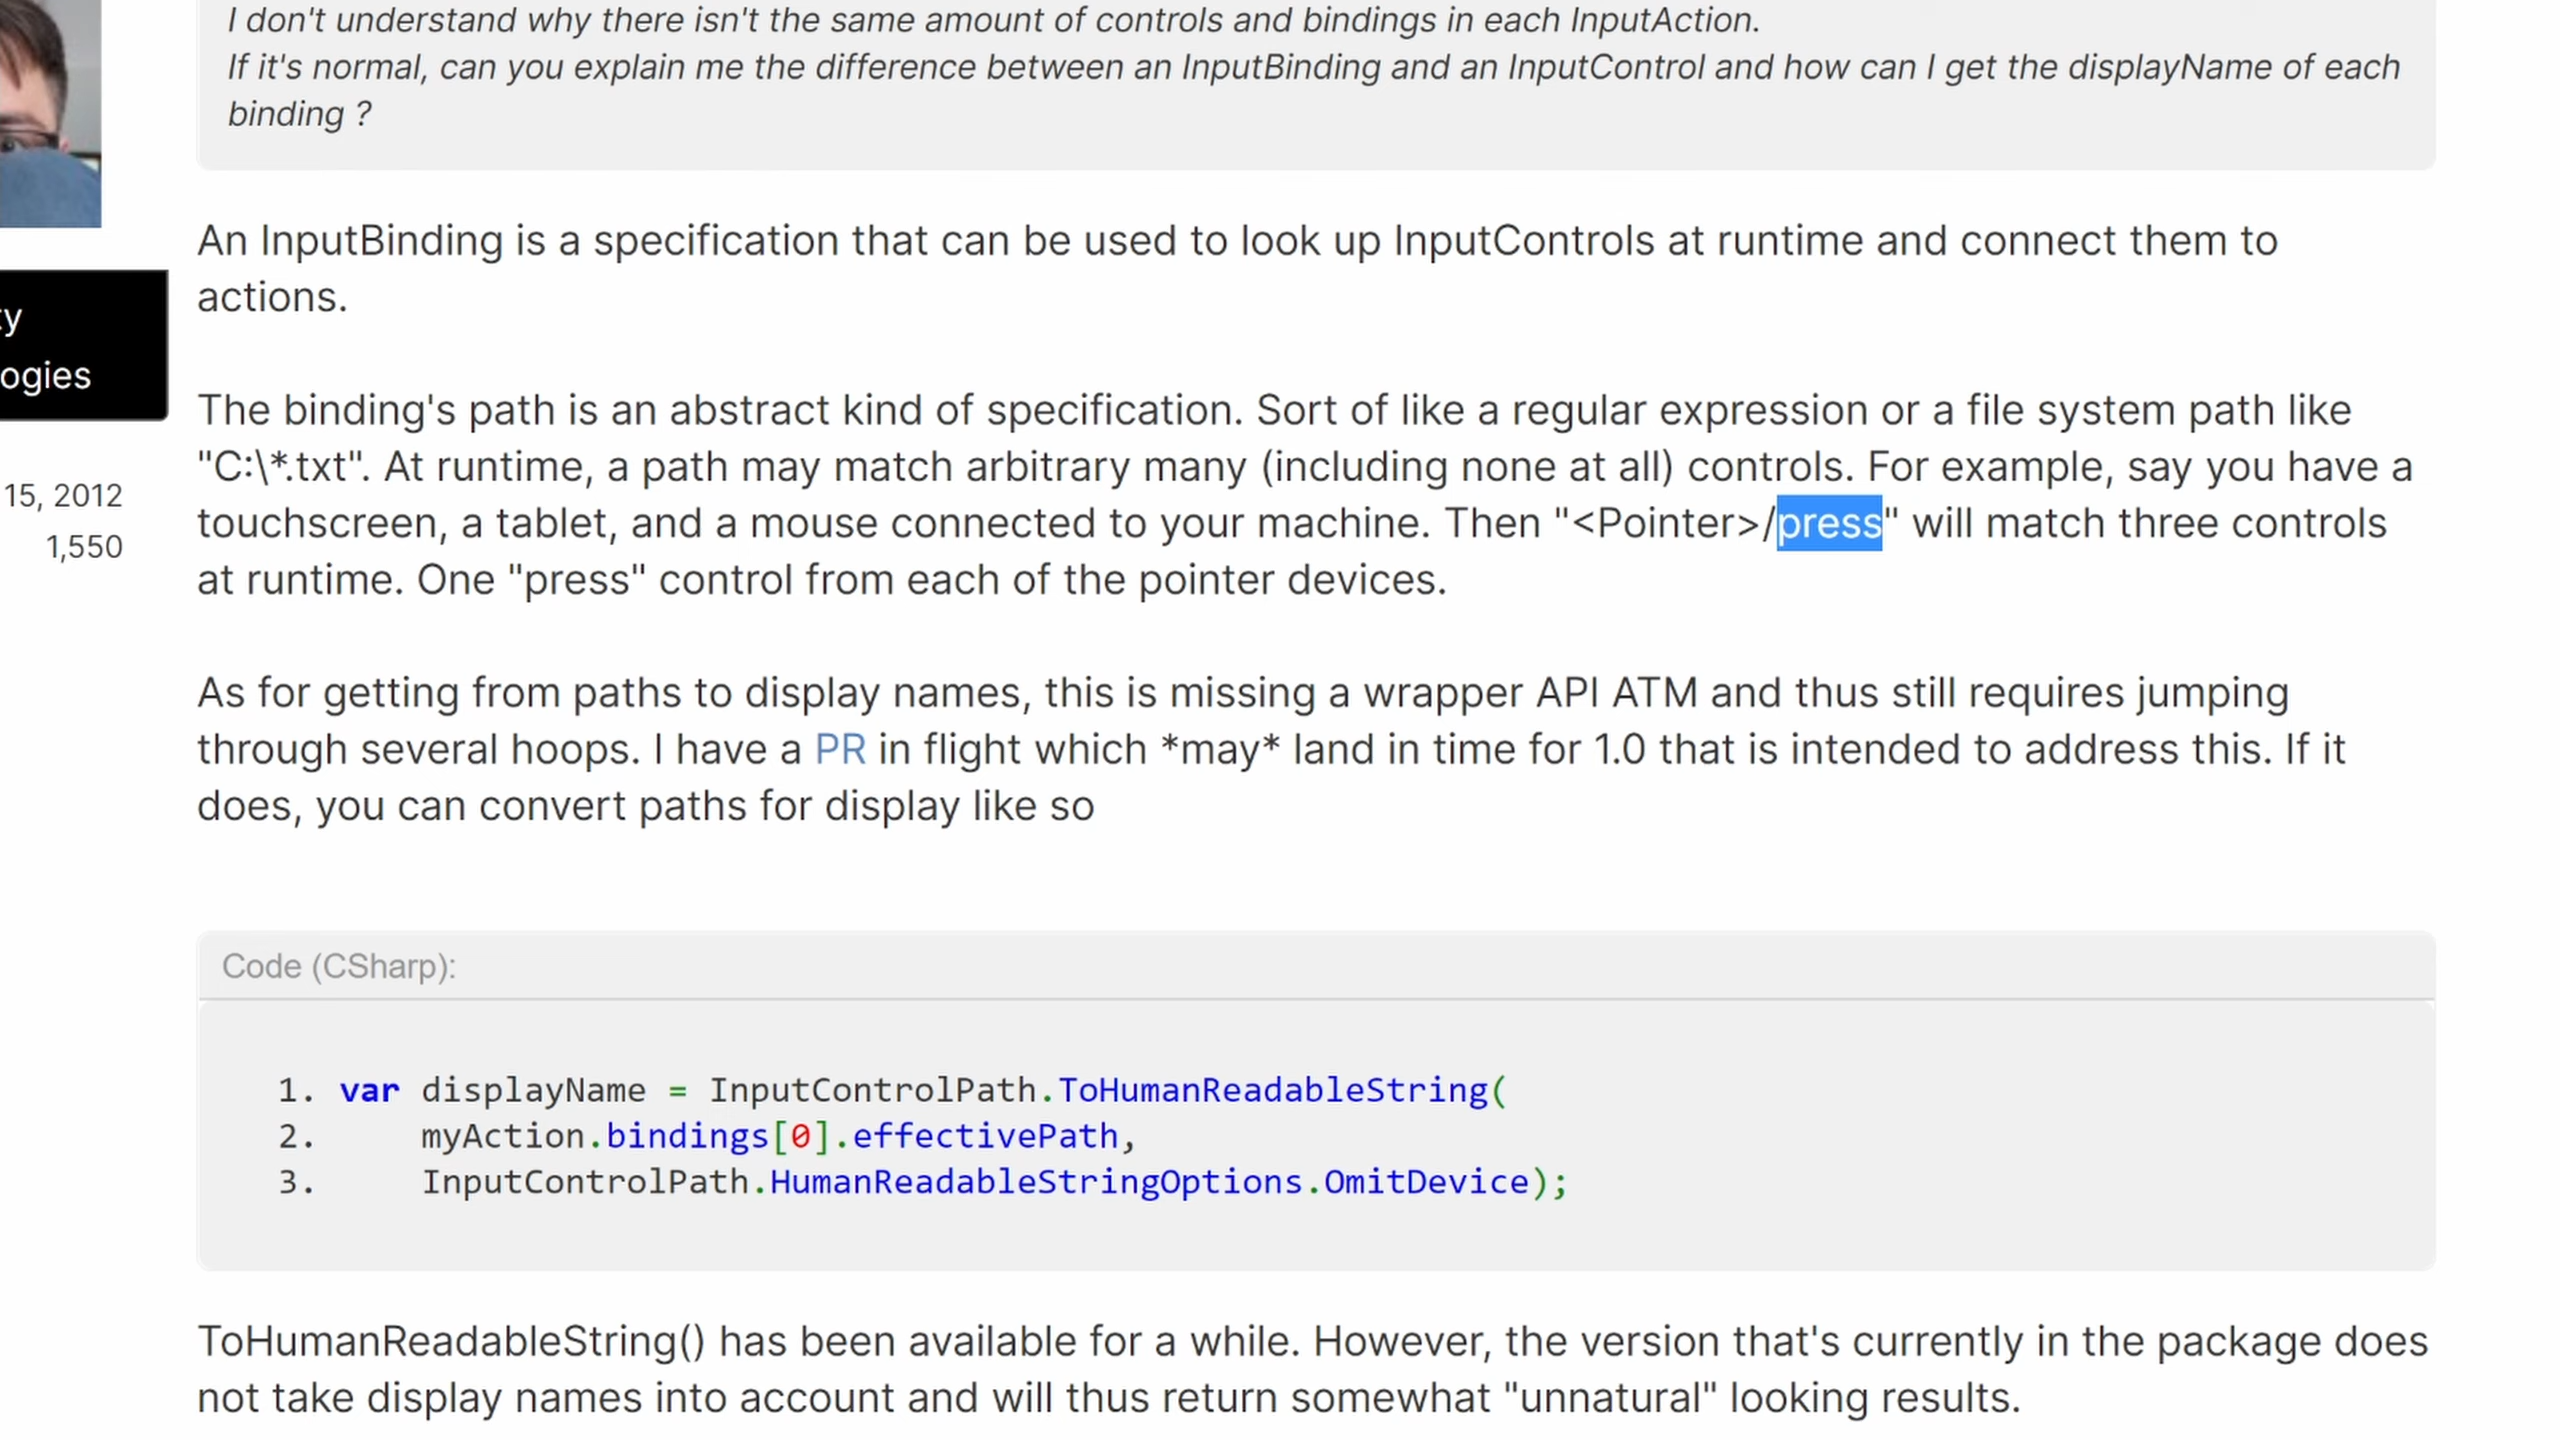 I don't understand why there isn't the same amount of controls and bindings in each InputAction.
If it's normal, can you explain me the difference between an InputBinding and an InputControl and how can I get the displayName of each
binding ?
An InputBinding is a specification that can be used to look up InputControls at runtime and connect them to
actions.
ty
ogies
15, 2012
1,550
The binding's path is an abstract kind of specification. Sort of like a regular expression or a file system path like
"C:\*.txt". At runtime, a path may match arbitrary many (including none at all) controls. For example, say you have a
touchscreen, a tablet, and a mouse connected to your machine. Then "<Pointer>/press" will match three controls
at runtime. One "press" control from each of the pointer devices.
As for getting from paths to display names, this is missing a wrapper API ATM and thus still requires jumping
through several hoops. I have a PR in flight which *may* land in time for 1.0 that is intended to address this. If it
does, you can convert paths for display like so
Code (CSharp):
1. var displayName = InputControlPath.ToHumanReadableString(
2.     myAction.bindings[0].effectivePath,
3.     InputControlPath.HumanReadableStringOptions.OmitDevice);
ToHumanReadableString() has been available for a while. However, the version that's currently in the package does
not take display names into account and will thus return somewhat "unnatural" looking results.